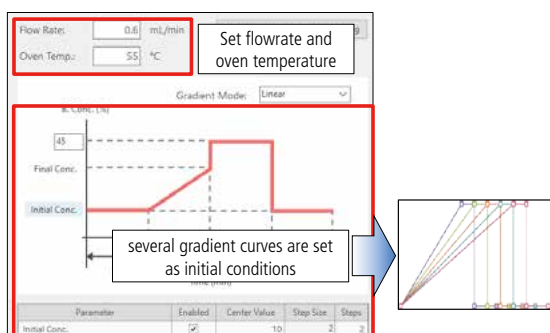 Flow Rate: 0.6 mL/min
Set flowrate and
oven temperature
Oven Temp.: 55 °C
Gradient Mode: Linear
B. Conc. (%)
45
Final Conc.
Initial Conc.
several gradient curves are set
as initial conditions
Parameter Enabled Center Value Step Size Steps
Initial Conc. 10 2 2